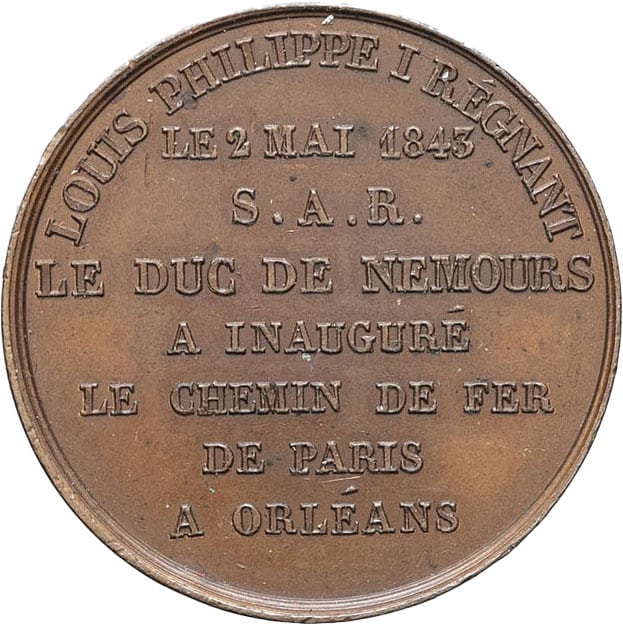 LOUIS PHILIPPE I RÉGNANT
LE 2 MAI 1843
S.A.R.
LE DUC DE NEMOURS
A INAUGURÉ
LE CHEMIN DE FER
DE PARIS
A ORLÉANS